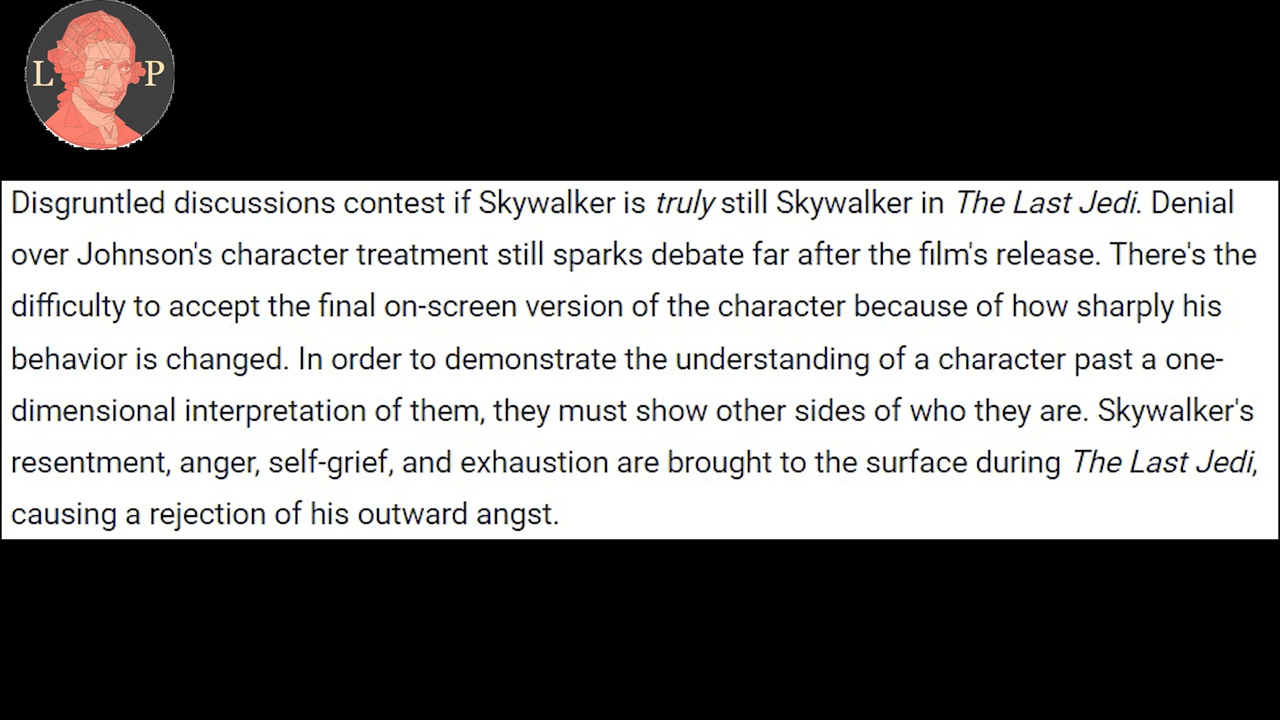 L P
Disgruntled discussions contest if Skywalker is truly still Skywalker in The Last Jedi. Denial
over Johnson's character treatment still sparks debate far after the film's release. There's the
difficulty to accept the final on-screen version of the character because of how sharply his
behavior is changed. In order to demonstrate the understanding of a character past a one-
dimensional interpretation of them, they must show other sides of who they are. Skywalker's
resentment, anger, self-grief, and exhaustion are brought to the surface during The Last Jedi,
causing a rejection of his outward angst.